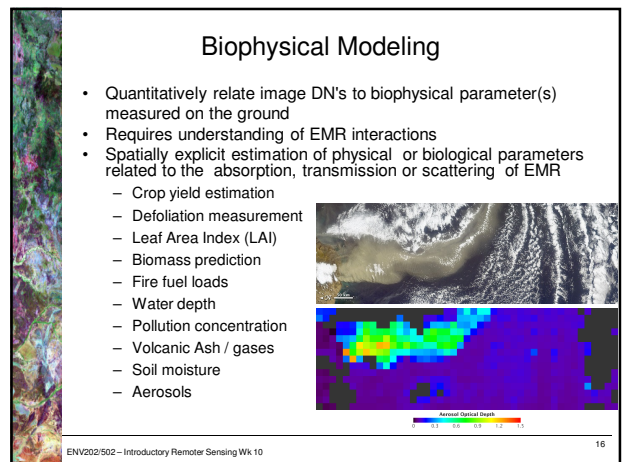 Biophysical Modeling
• Quantitatively relate image DN's to biophysical parameter(s)
measured on the ground
• Requires understanding of EMR interactions
• Spatially explicit estimation of physical or biological parameters
related to the absorption, transmission or scattering of EMR
– Crop yield estimation
– Defoliation measurement
– Leaf Area Index (LAI)
– Biomass prediction
– Fire fuel loads
– Water depth
– Pollution concentration
– Volcanic Ash / gases
– Soil moisture
– Aerosols
Aerosol Optical Depth
0 0.3 0.6 0.9 1.2 1.5
ENV202/502 – Introductory Remoter Sensing Wk 10
16